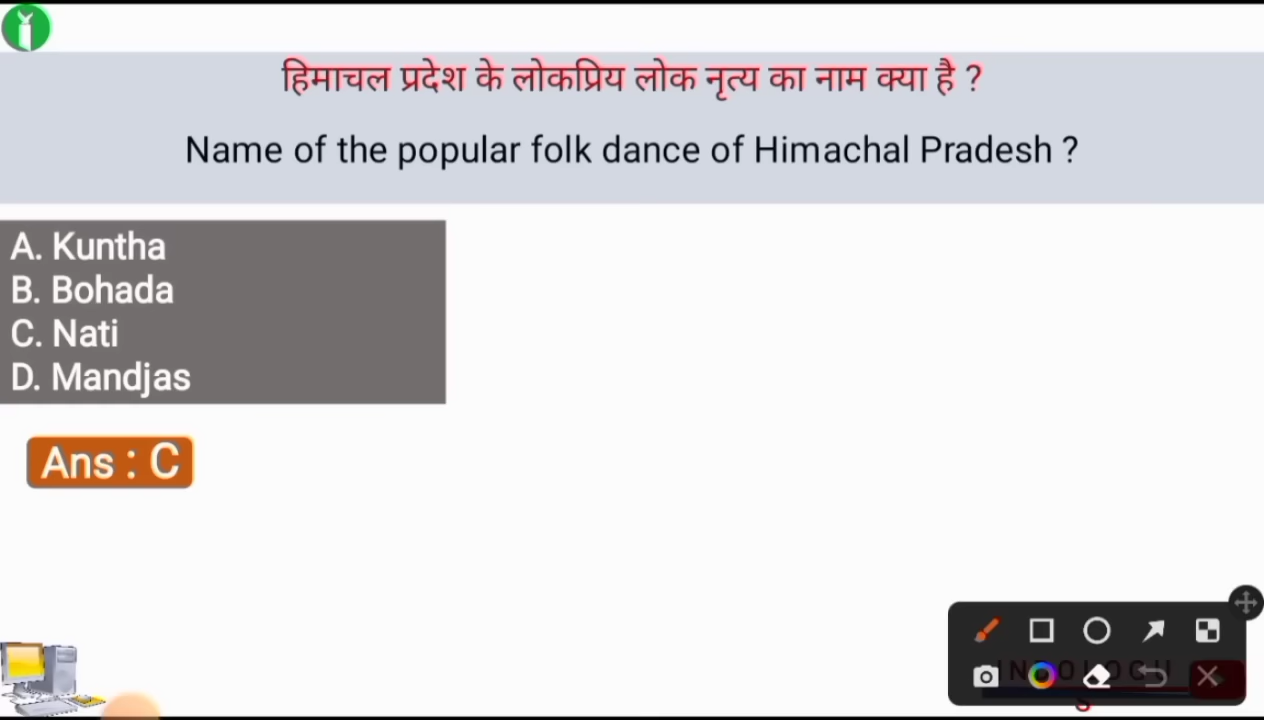 हिमाचल प्रदेश के लोकप्रिय लोक नृत्य का नाम क्या है ?
Name of the popular folk dance of Himachal Pradesh ?
A. Kuntha
B. Bohada
C. Nati
D. Mandjas
Ans : C